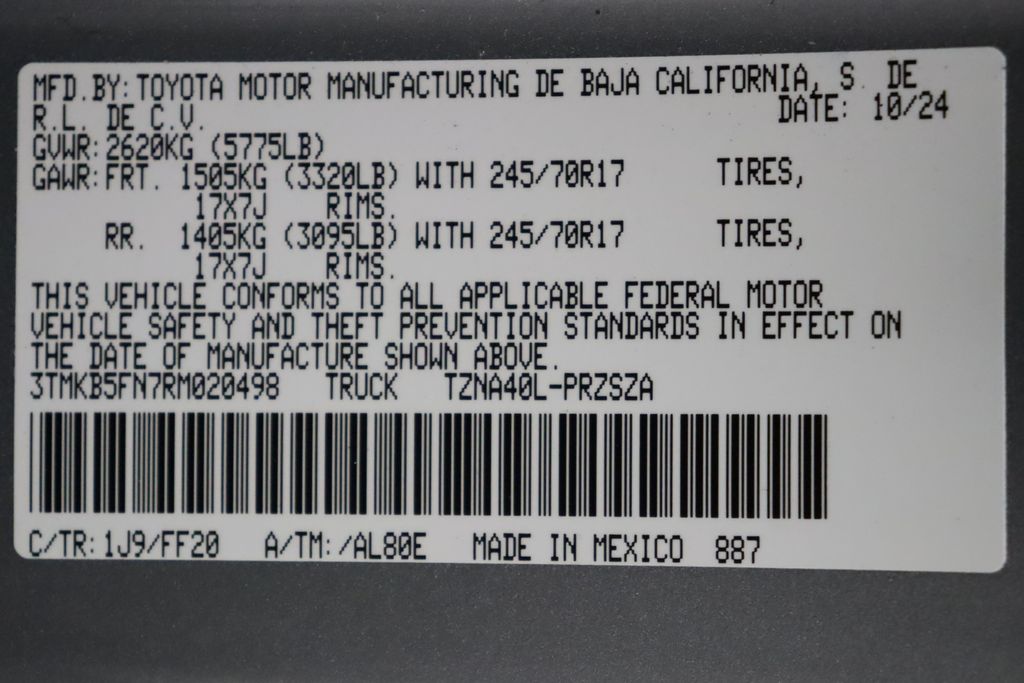 MFD.BY: TOYOTA MOTOR MANUFACTURING DE BAJA CALIFORNIA, S. DE
R.L. DE C.V. DATE: 10/24
GVWR: 2620KG (5775LB)
GAWR: FRT. 1505KG (3320LB) WITH 245/70R17 TIRES,
17X7J RIMS.
RR. 1405KG (3095LB) WITH 245/70R17 TIRES,
17X7J RIMS.
THIS VEHICLE CONFORMS TO ALL APPLICABLE FEDERAL MOTOR
VEHICLE SAFETY AND THEFT PREVENTION STANDARDS IN EFFECT ON
THE DATE OF MANUFACTURE SHOWN ABOVE.
3TMKB5FN7RM020498 TRUCK TZNA40L-PRZSZA
C/TR: 1J9/FF20 A/TM: /AL80E MADE IN MEXICO 887